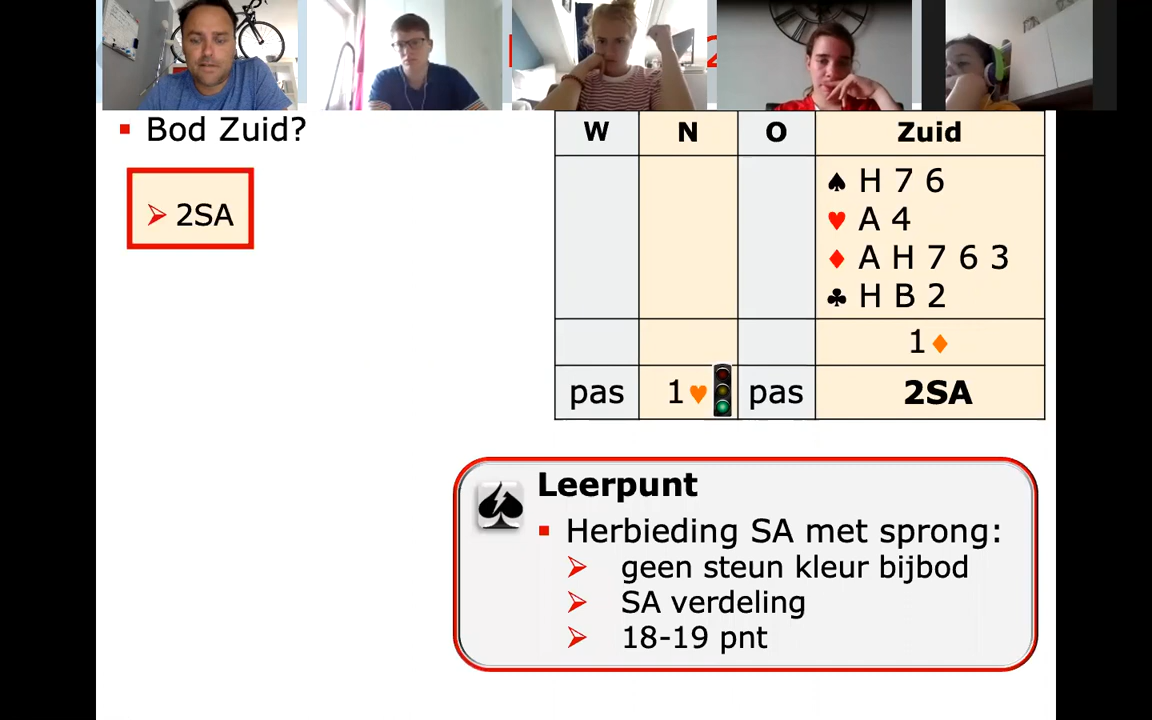 Bod Zuid?
2SA
W N O Zuid
♠ H 7 6
♥ A 4
♦ A H 7 6 3
♣ H B 2
1♦
pas 1♥ pas 2SA
Leerpunt
Herbieding SA met sprong:
geen steun kleur bijbod
SA verdeling
18-19 pnt